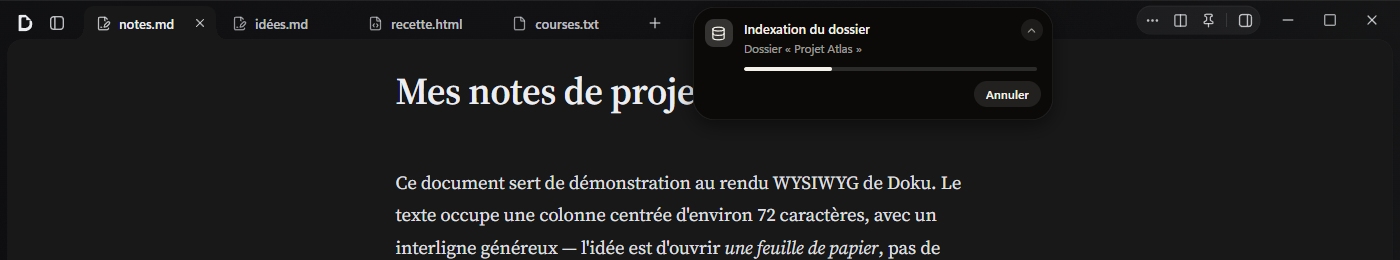 notes.md
idées.md
recette.html
courses.txt
Indexation du dossier
Dossier « Projet Atlas »
Annuler
Mes notes de proje
Ce document sert de démonstration au rendu WYSIWYG de Doku. Le
texte occupe une colonne centrée d'environ 72 caractères, avec un
interligne généreux — l'idée est d'ouvrir une feuille de papier, pas de